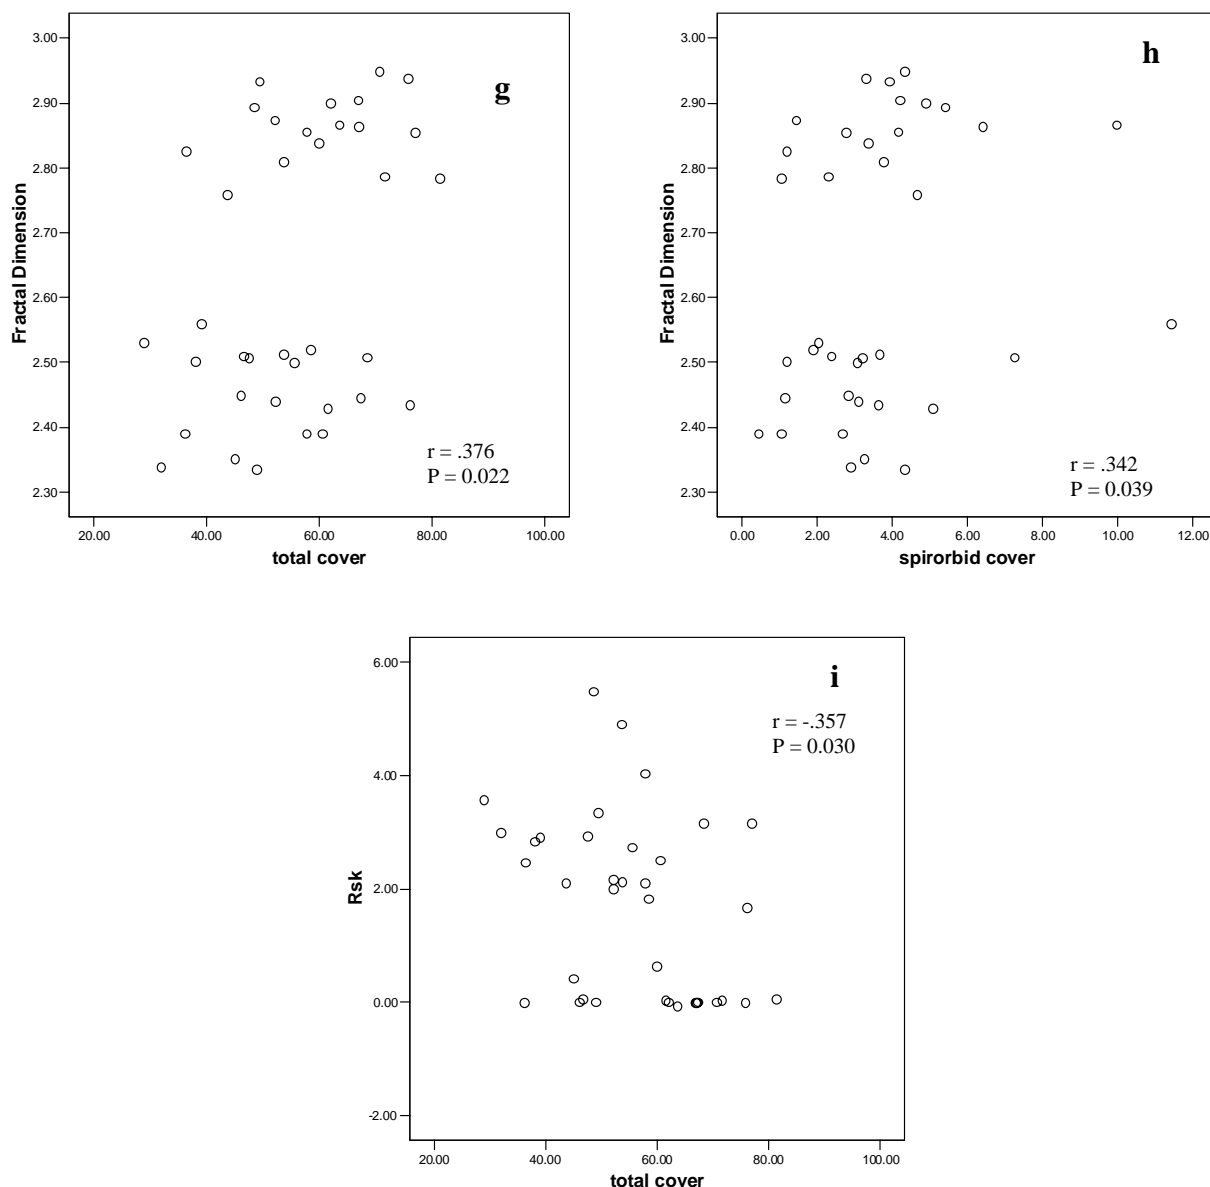 g
3.00
2.90
2.80
2.70
2.60
2.50
2.40
2.30
Fractal Dimension
r = .376
P = 0.022
20.00 40.00 60.00 80.00 100.00
total cover
h
3.00
2.90
2.80
2.70
2.60
2.50
2.40
2.30
Fractal Dimension
r = .342
P = 0.039
0.00 2.00 4.00 6.00 8.00 10.00 12.00
spirorbid cover
i
r = -.357
P = 0.030
6.00
4.00
2.00
0.00
-2.00
Rsk
20.00 40.00 60.00 80.00 100.00
total cover